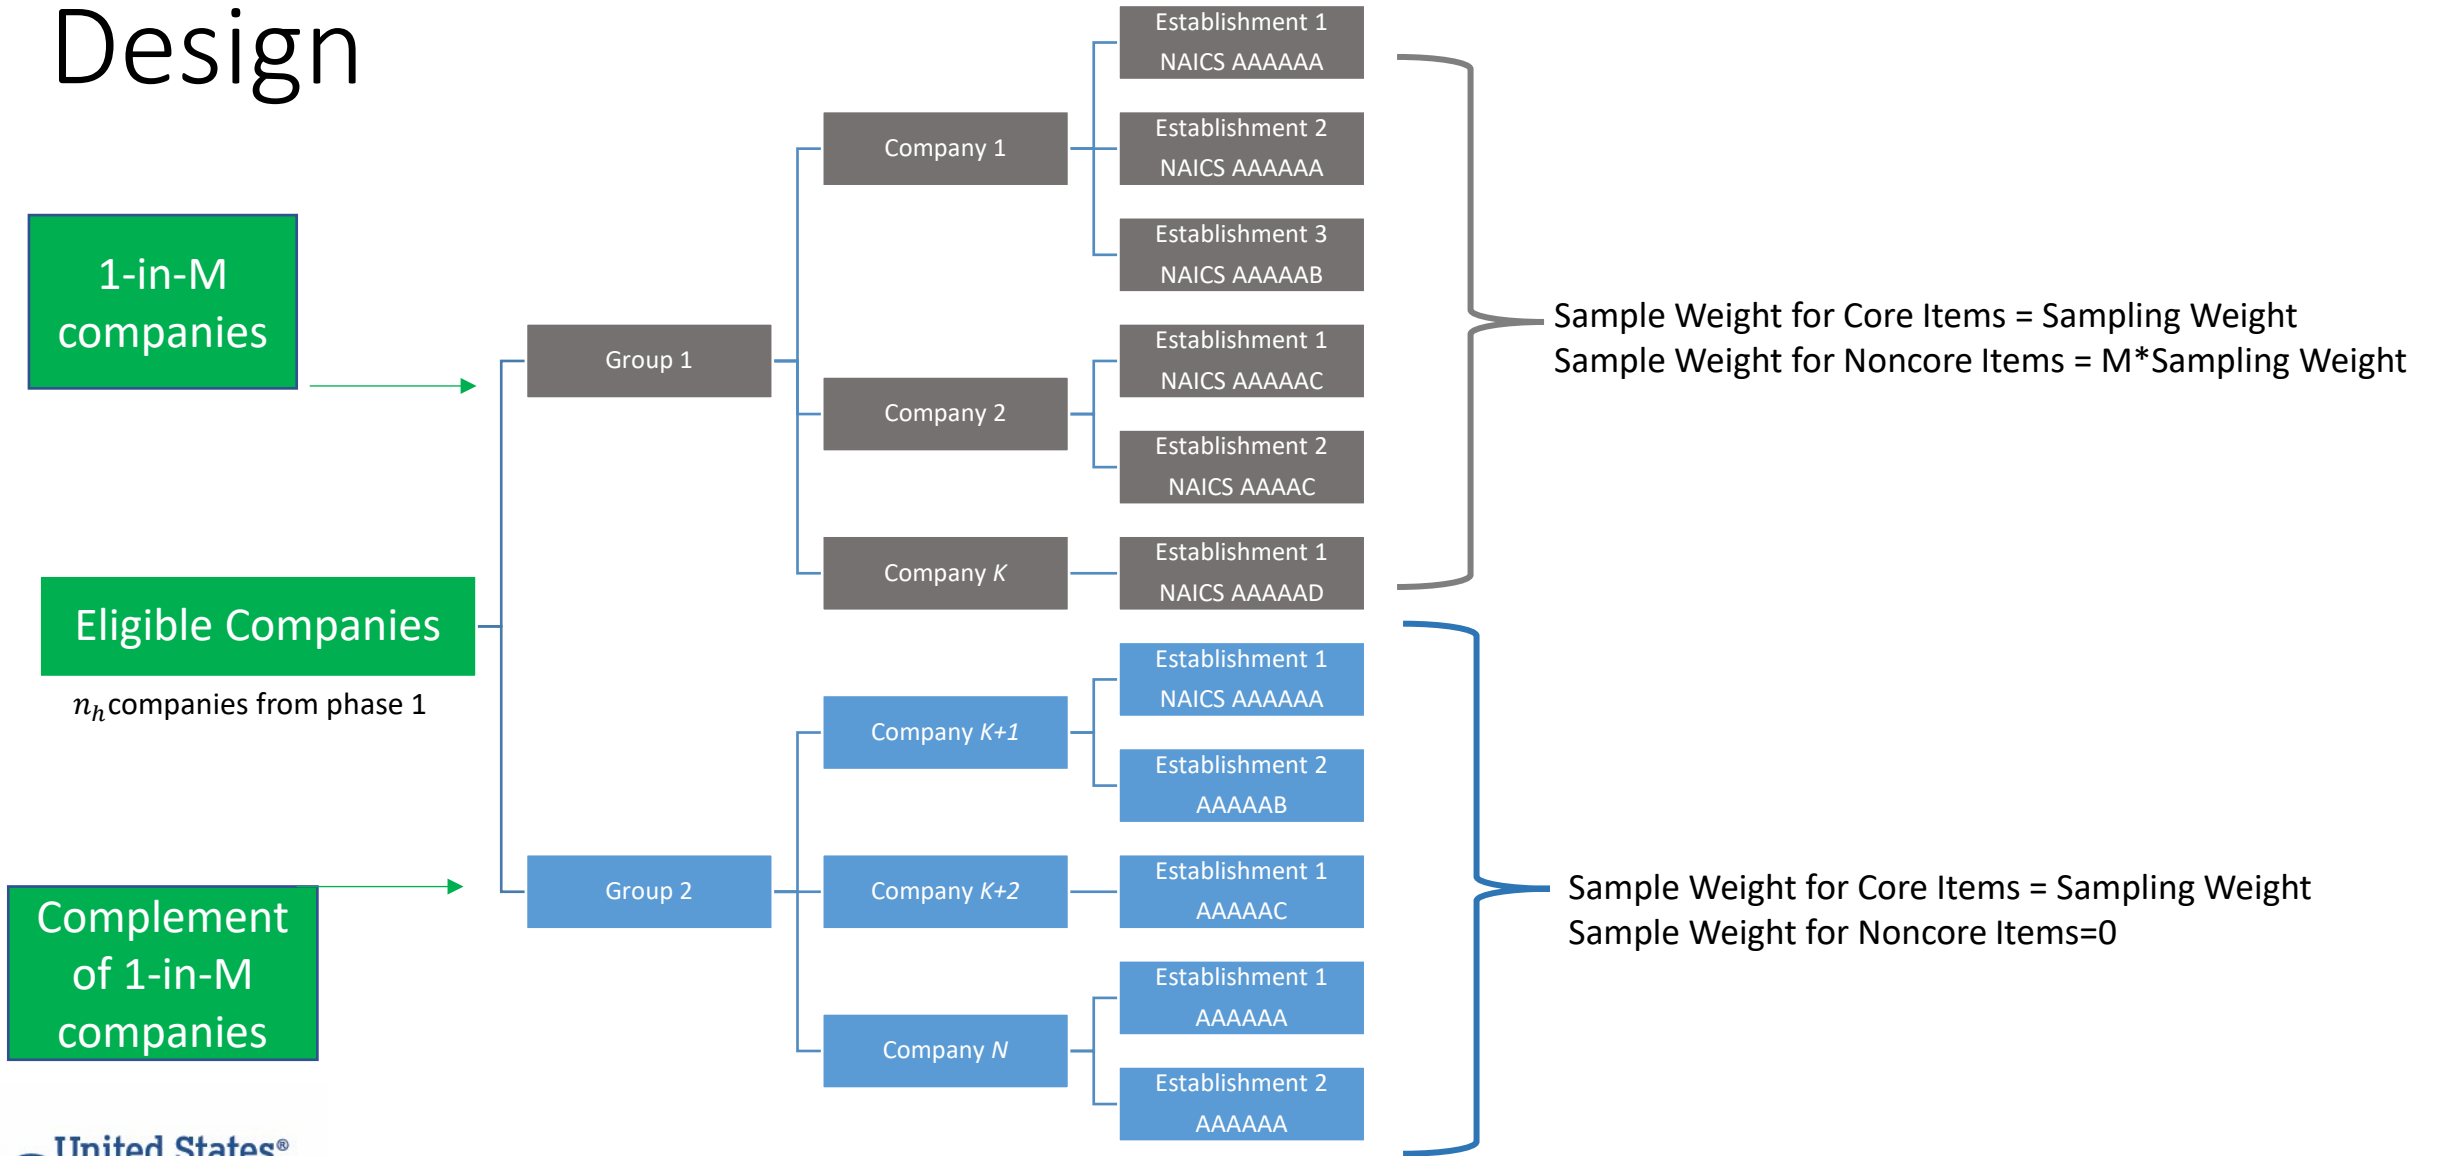 Design
1-in-M
companies
Eligible Companies
n_h companies from phase 1
Complement
of 1-in-M
companies
Group 1
Group 2
Company 1
Company 2
Company K
Company K+1
Company K+2
Company N
Establishment 1
NAICS AAAAAA
Establishment 2
NAICS AAAAAA
Establishment 3
NAICS AAAAAB
Establishment 1
NAICS AAAAAC
Establishment 2
NAICS AAAAC
Establishment 1
NAICS AAAAAD
Establishment 1
NAICS AAAAAA
Establishment 2
AAAAAB
Establishment 1
AAAAAC
Establishment 1
AAAAAA
Establishment 2
AAAAAA
Sample Weight for Core Items = Sampling Weight
Sample Weight for Noncore Items = M*Sampling Weight
Sample Weight for Core Items = Sampling Weight
Sample Weight for Noncore Items=0
United States®